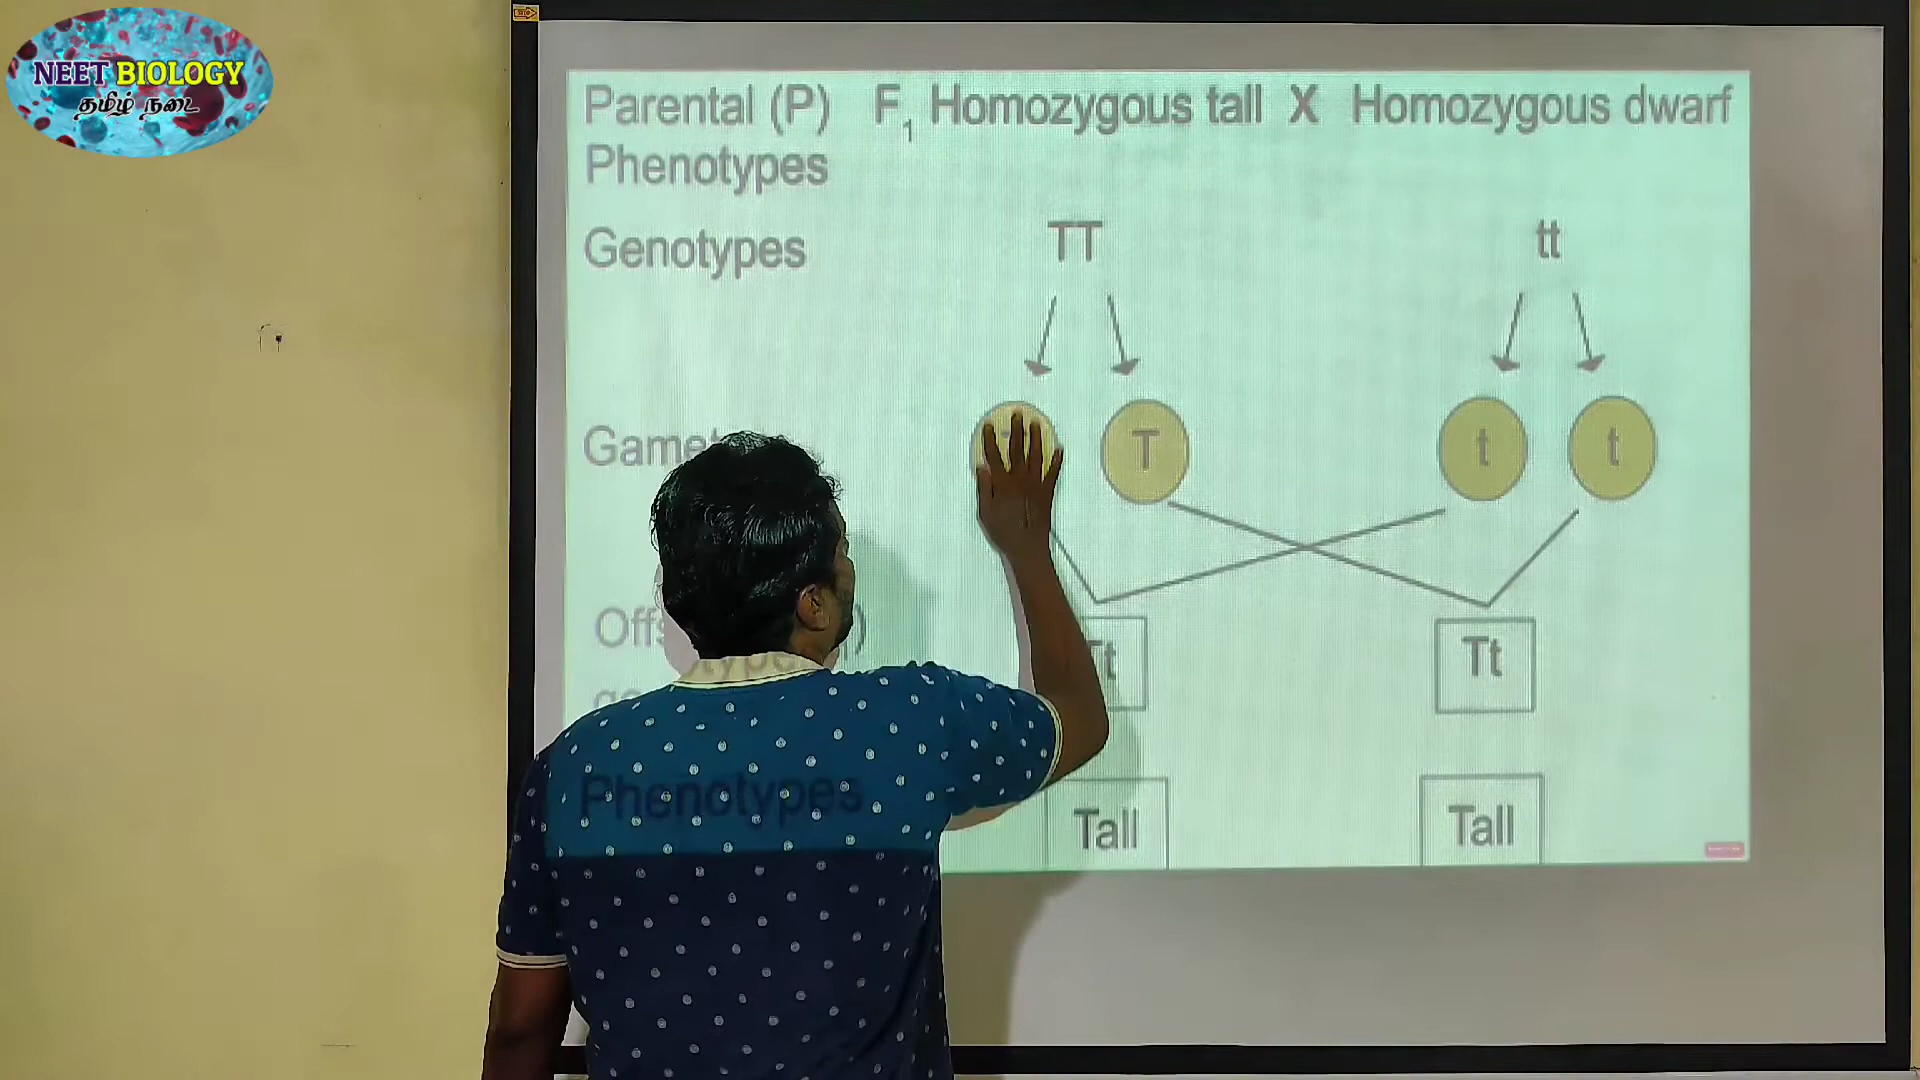 NEET BIOLOGY
தமிழ் நடை
Parental (P) F1 Homozygous tall X Homozygous dwarf
Phenotypes
Genotypes TT tt
T t t
Tt Tt
Phenotypes
Tall Tall